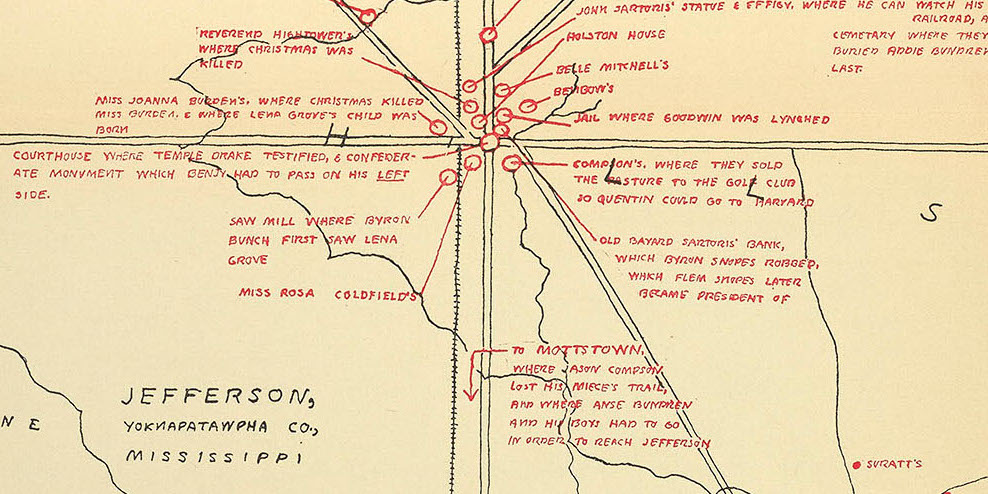 JOHN SARTORIS' STATUE & EFFIGY, WHERE HE CAN WATCH HIS
RAILROAD, A
CEMETARY WHERE THEY
BURIED ADDIE BUNDREN
LAST.
REVEREND HIGHTOWER'S,
WHERE CHRISTMAS WAS
KILLED
HOLSTON HOUSE
BELLE MITCHELL'S
BENBOW'S
JAIL WHERE GOODWIN WAS LYNCHED
MISS JOANNA BURDEN'S, WHERE CHRISTMAS KILLED
MISS BURDEN, & WHERE LENA GROVE'S CHILD WAS
BORN
H
COURTHOUSE WHERE TEMPLE DRAKE TESTIFIED, & CONFEDER-
ATE MONUMENT WHICH BENJY HAD TO PASS ON HIS LEFT
SIDE.
COMPSON'S, WHERE THEY SOLD
THE PASTURE TO THE GOLF CLUB
SO QUENTIN COULD GO TO HARVARD
L L
S
SAW MILL WHERE BYRON
BUNCH FIRST SAW LENA
GROVE
OLD BAYARD SARTORIS' BANK,
WHICH BYRON SNOPES ROBBED,
WHICH FLEM SNOPES LATER
BECAME PRESIDENT OF
MISS ROSA COLDFIELD'S
TO MOTTSTOWN,
WHERE JASON COMPSON
LOST HIS NIECE'S TRAIL,
AND WHERE ANSE BUNDREN
AND HIS BOYS HAD TO GO
IN ORDER TO REACH JEFFERSON
N E
JEFFERSON,
YOKNAPATAWPHA CO.,
MISSISSIPPI
SURATT'S